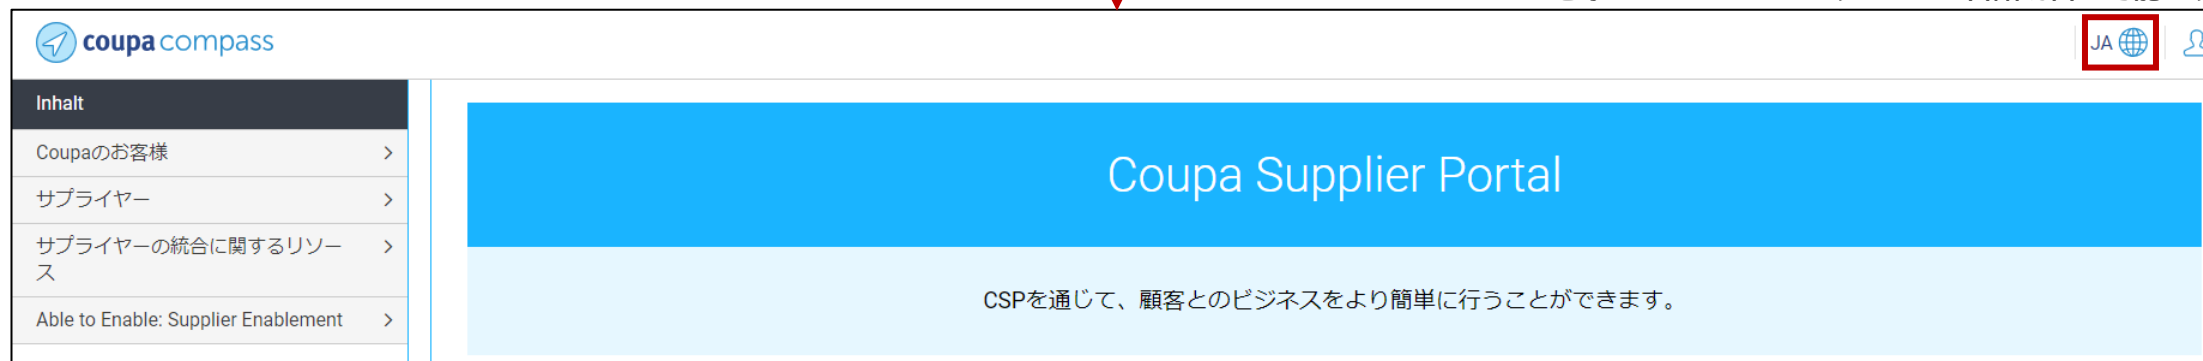 coupa compass
JA
Inhalt
Coupaのお客様
サプライヤー
サプライヤーの統合に関するリソー
ス
Able to Enable: Supplier Enablement
Coupa Supplier Portal
CSPを通じて、顧客とのビジネスをより簡単に行うことができます。